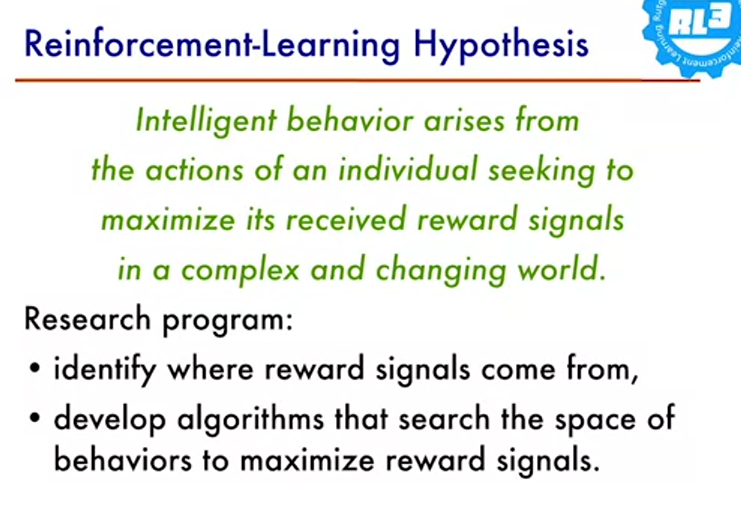 Reinforcement-Learning Hypothesis
RL3
Intelligent behavior arises from
the actions of an individual seeking to
maximize its received reward signals
in a complex and changing world.
Research program:
• identify where reward signals come from,
• develop algorithms that search the space of
behaviors to maximize reward signals.